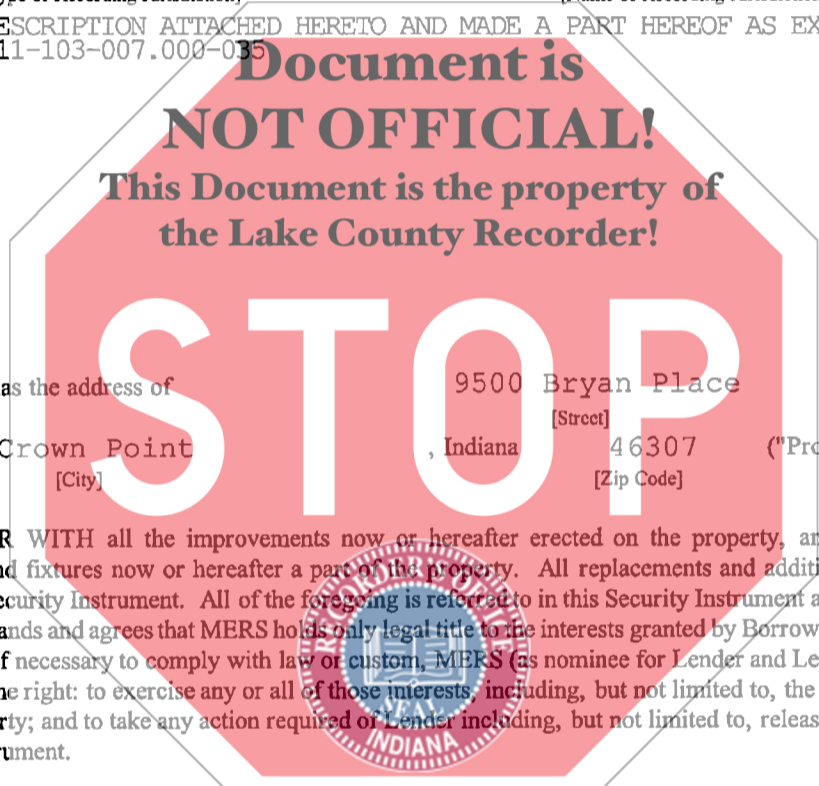 ESCRIPTION ATTACHED HERETO AND MADE A PART HEREOF AS EX
11-103-007.000-035
Document is
NOT OFFICIAL!
This Document is the property of
the Lake County Recorder!
STOP
as the address of 9500 Bryan Place
[Street]
Crown Point , Indiana 46307 ("Pro
[City] [Zip Code]
R WITH all the improvements now or hereafter erected on the property, an
nd fixtures now or hereafter a part of the property. All replacements and additi
ecurity Instrument. All of the foregoing is referred to in this Security Instrument a
ands and agrees that MERS holds only legal title to the interests granted by Borrow
f necessary to comply with law or custom, MERS (as nominee for Lender and Le
he right: to exercise any or all of those interests, including, but not limited to, the
rty; and to take any action required of Lender including, but not limited to, releas
rument.
RECORDER'S OFFICE
SEAL
INDIANA